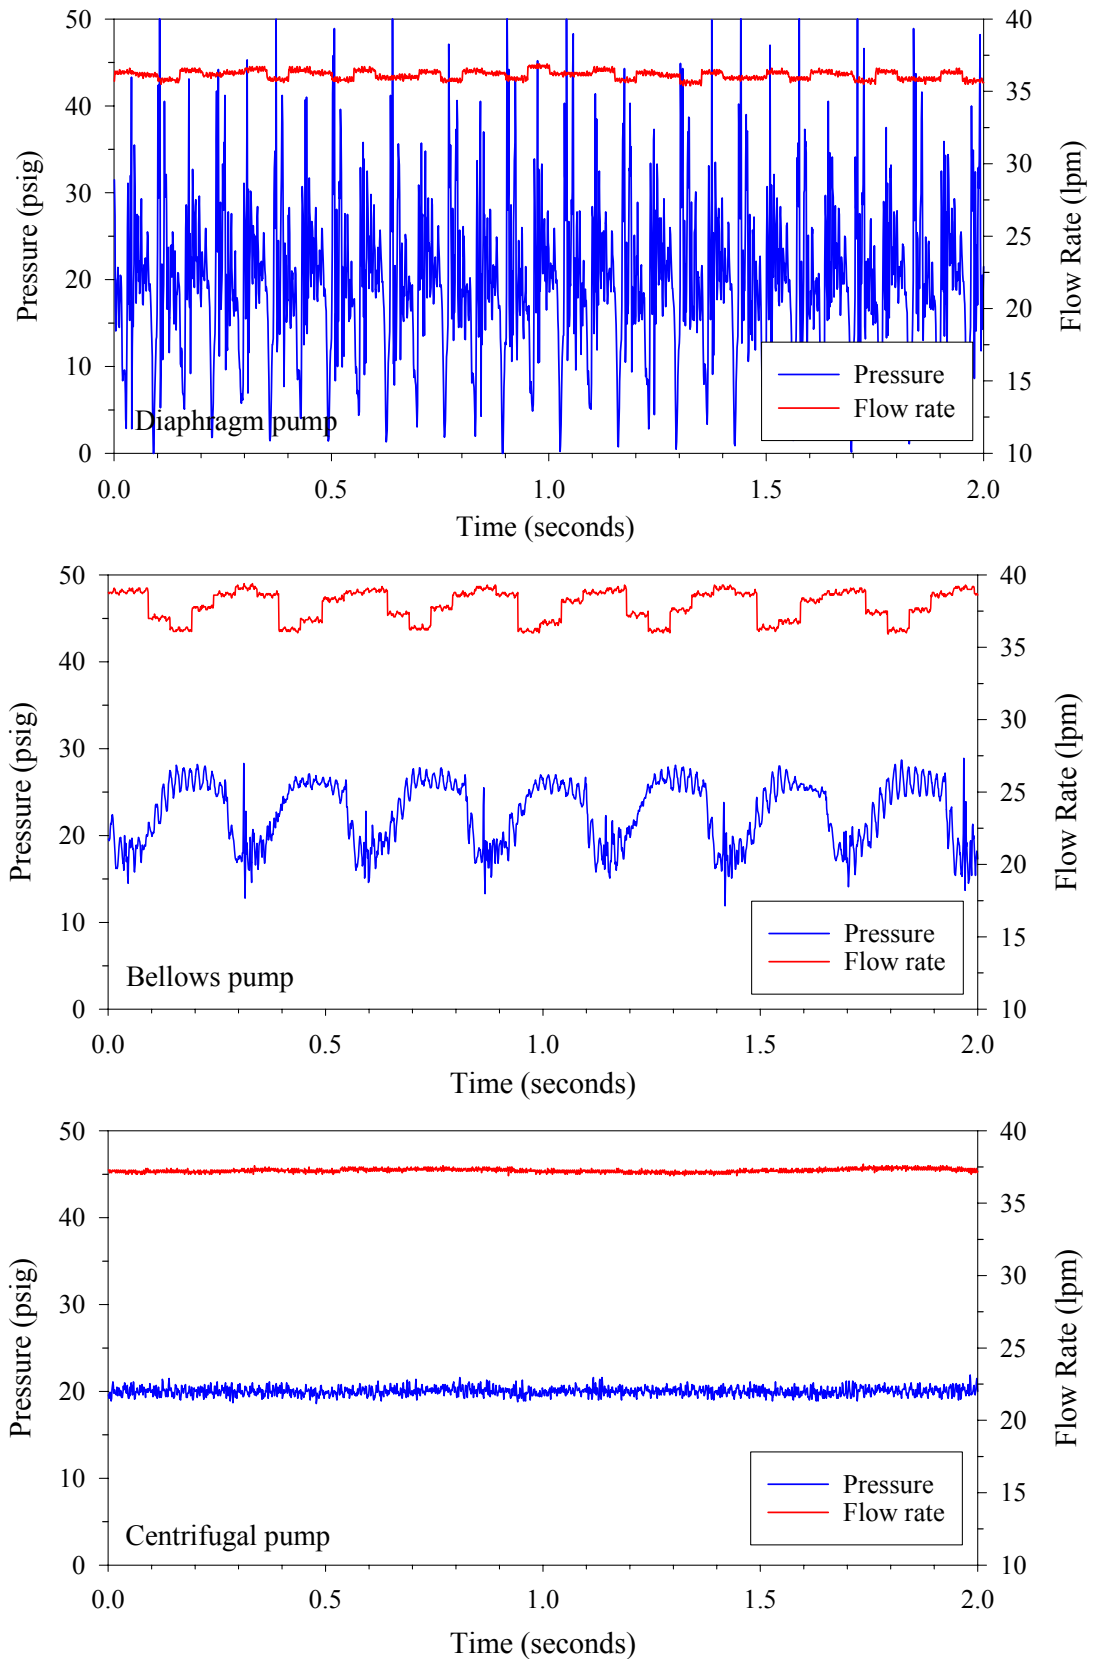 50
40
30
20
10
0
Pressure (psig)
40
35
30
25
20
15
10
Flow Rate (lpm)
Pressure
Flow rate
Diaphragm pump
0.0 0.5 1.0 1.5 2.0
Time (seconds)
50
40
30
20
10
0
Pressure (psig)
40
35
30
25
20
15
10
Flow Rate (lpm)
Pressure
Flow rate
Bellows pump
0.0 0.5 1.0 1.5 2.0
Time (seconds)
50
40
30
20
10
0
Pressure (psig)
40
35
30
25
20
15
10
Flow Rate (lpm)
Pressure
Flow rate
Centrifugal pump
0.0 0.5 1.0 1.5 2.0
Time (seconds)